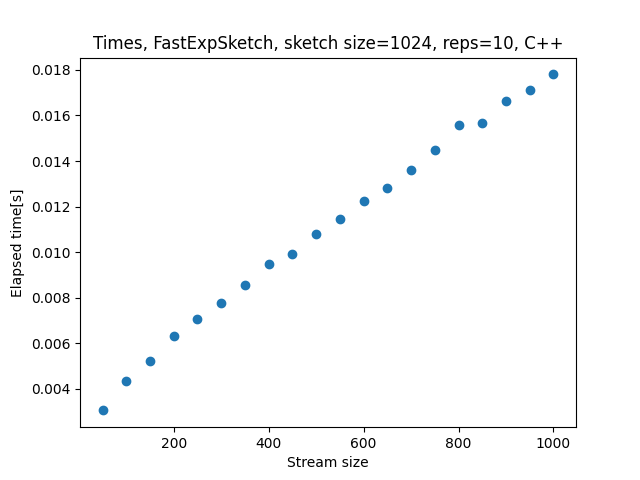 Times, FastExpSketch, sketch size=1024, reps=10, C++
0.018
0.016
0.014
0.012
0.010
0.008
0.006
0.004
Elapsed time[s]
200 400 600 800 1000
Stream size